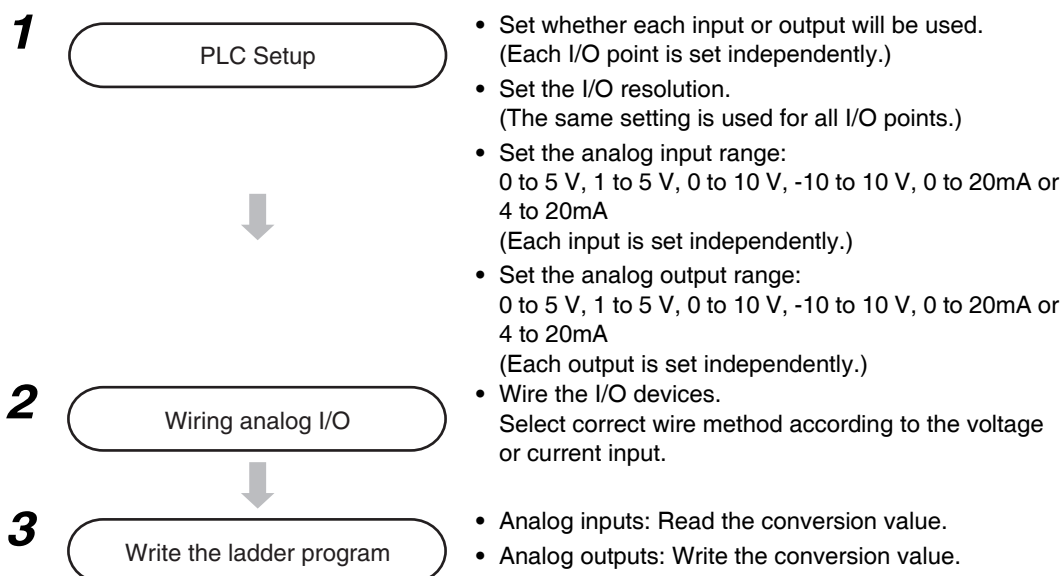 1
PLC Setup
• Set whether each input or output will be used.
(Each I/O point is set independently.)
• Set the I/O resolution.
(The same setting is used for all I/O points.)
• Set the analog input range:
0 to 5 V, 1 to 5 V, 0 to 10 V, -10 to 10 V, 0 to 20mA or
4 to 20mA
(Each input is set independently.)
• Set the analog output range:
0 to 5 V, 1 to 5 V, 0 to 10 V, -10 to 10 V, 0 to 20mA or
4 to 20mA
(Each output is set independently.)
2
Wiring analog I/O
• Wire the I/O devices.
Select correct wire method according to the voltage
or current input.
3
Write the ladder program
• Analog inputs: Read the conversion value.
• Analog outputs: Write the conversion value.